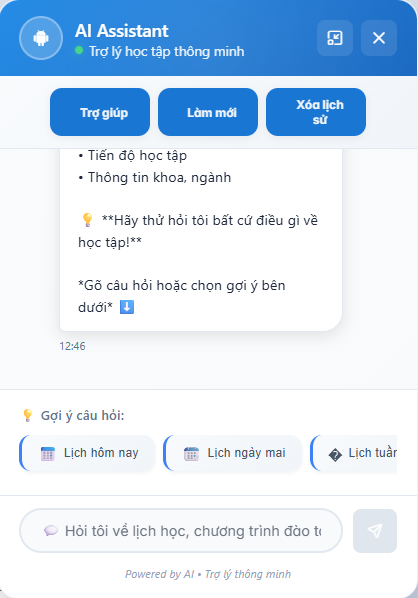 AI Assistant
Trợ lý học tập thông minh
Trợ giúp
Làm mới
Xóa lịch
sử
• Tiến độ học tập
• Thông tin khoa, ngành
💡 **Hãy thử hỏi tôi bất cứ điều gì về
học tập!**
*Gõ câu hỏi hoặc chọn gợi ý bên
dưới* ⬇️
12:46
💡 Gợi ý câu hỏi:
📅 Lịch hôm nay
📅 Lịch ngày mai
� Lịch tuần
💬 Hỏi tôi về lịch học, chương trình đào tạ
Powered by AI • Trợ lý thông minh